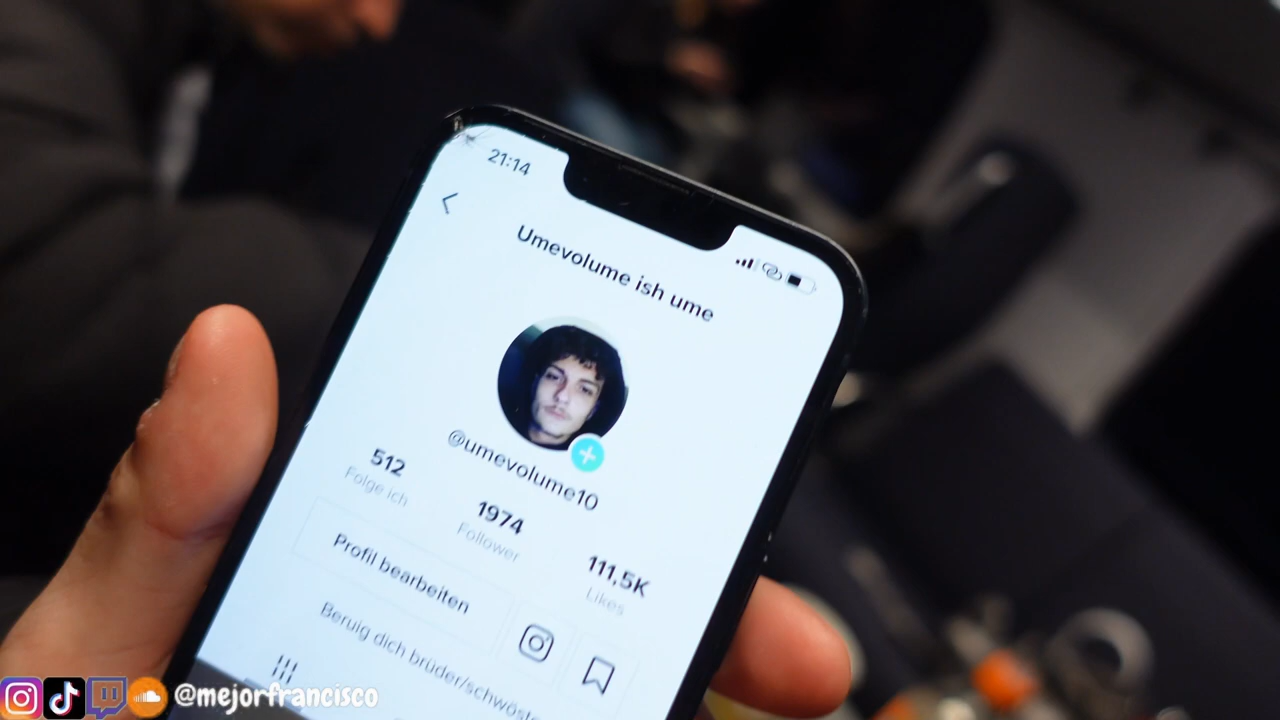 21:14
Umevolume ish ume
@umevolume10
512
Folge ich
1974
Follower
111,5K
Likes
Profil bearbeiten
Beruig dich brüder/schwöste
@mejorfrancisco